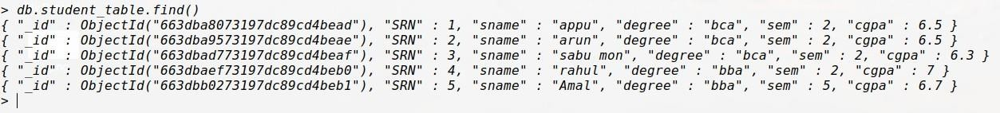 > db.student_table.find()
{ "_id" : ObjectId("663dba8073197dc89cd4bead"), "SRN" : 1, "sname" : "appu", "degree" : "bca", "sem" : 2, "cgpa" : 6.5 }
{ "_id" : ObjectId("663dba9573197dc89cd4beae"), "SRN" : 2, "sname" : "arun", "degree" : "bca", "sem" : 2, "cgpa" : 6.5 }
{ "_id" : ObjectId("663dbad773197dc89cd4beaf"), "SRN" : 3, "sname" : "sabu mon", "degree" : "bca", "sem" : 2, "cgpa" : 6.3 }
{ "_id" : ObjectId("663dbaef73197dc89cd4beb0"), "SRN" : 4, "sname" : "rahul", "degree" : "bba", "sem" : 2, "cgpa" : 7 }
{ "_id" : ObjectId("663dbb0273197dc89cd4beb1"), "SRN" : 5, "sname" : "Amal", "degree" : "bba", "sem" : 5, "cgpa" : 6.7 }
>